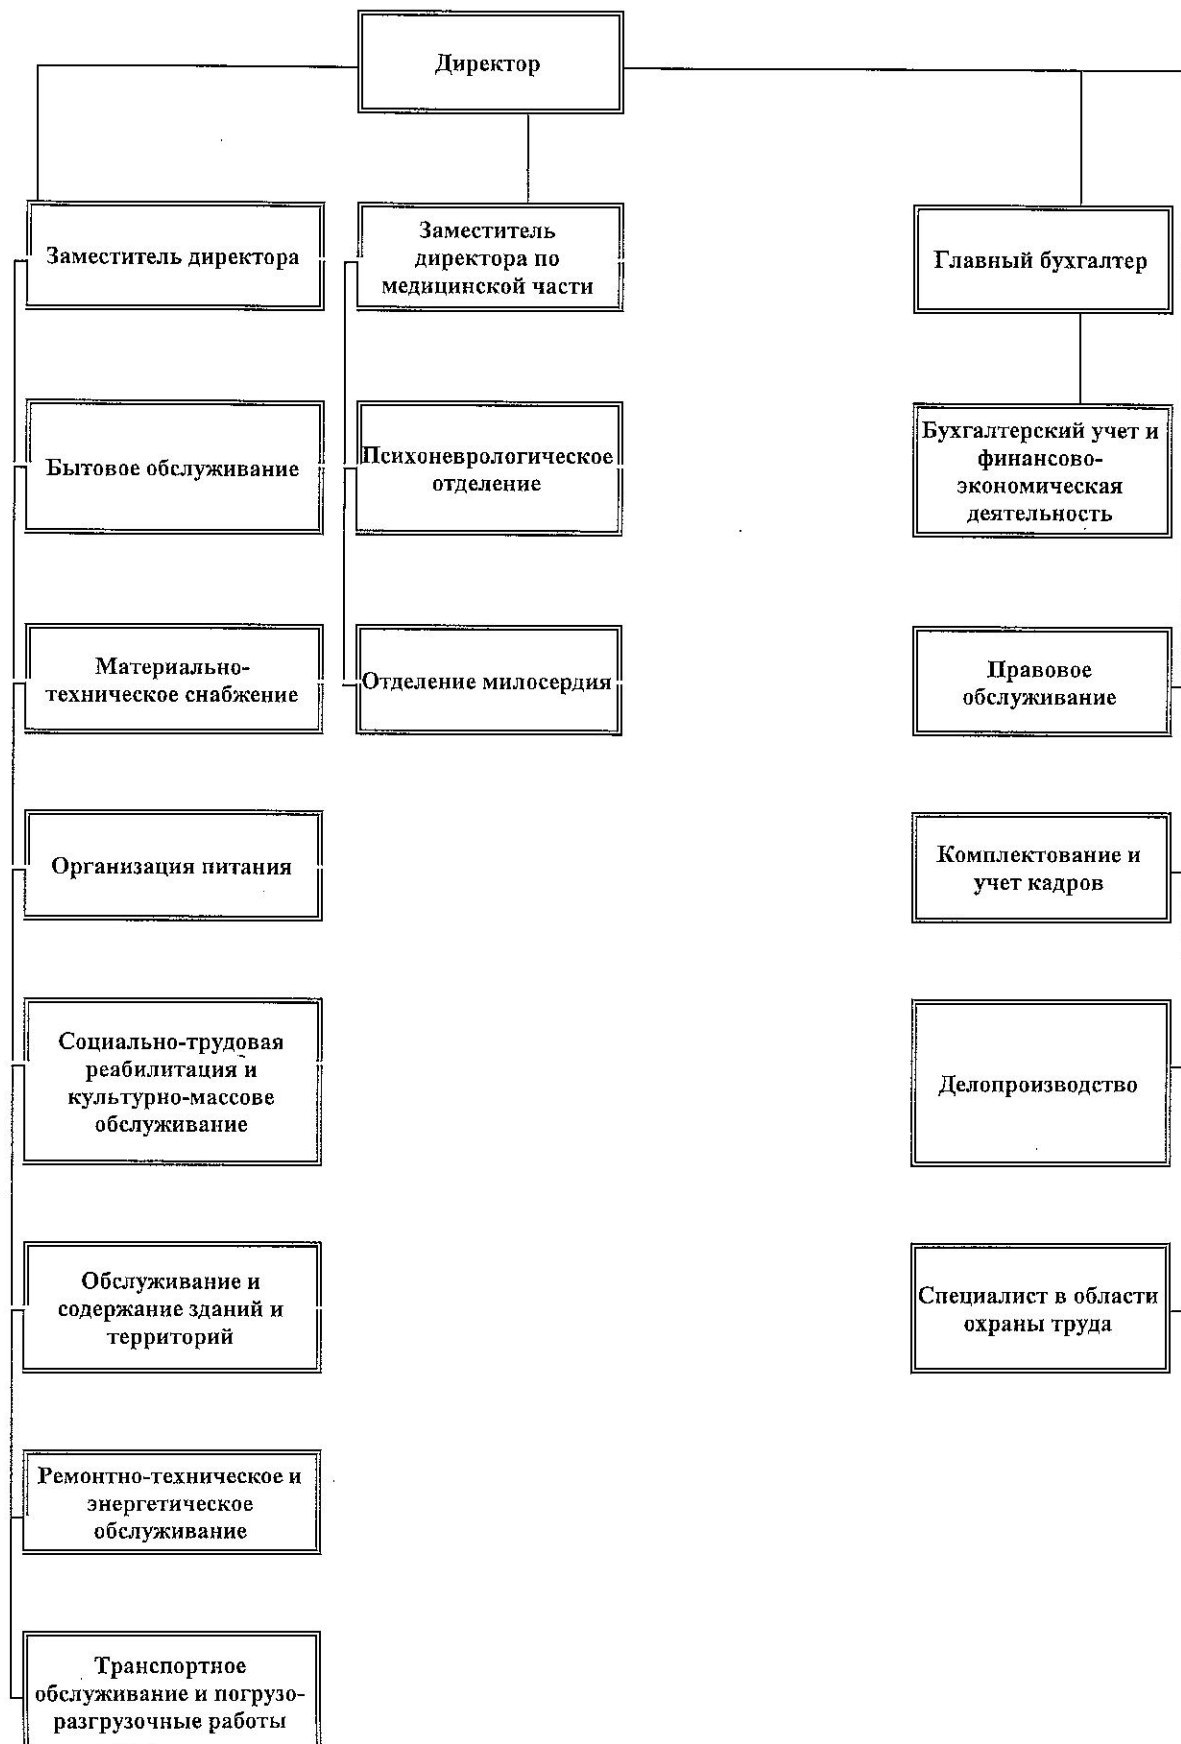 Директор
Заместитель директора
Заместитель
директора по
медицинской части
Главный бухгалтер
Бытовое обслуживание
Психоневрологическое
отделение
Бухгалтерский учет и
финансово-
экономическая
деятельность
Материально-
техническое снабжение
Отделение милосердия
Правовое
обслуживание
Организация питания
Комплектование и
учет кадров
Социально-трудовая
реабилитация и
культурно-массове
обслуживание
Делопроизводство
Обслуживание и
содержание зданий и
территорий
Специалист в области
охраны труда
Ремонтно-техническое и
энергетическое
обслуживание
Транспортное
обслуживание и погрузо-
разгрузочные работы